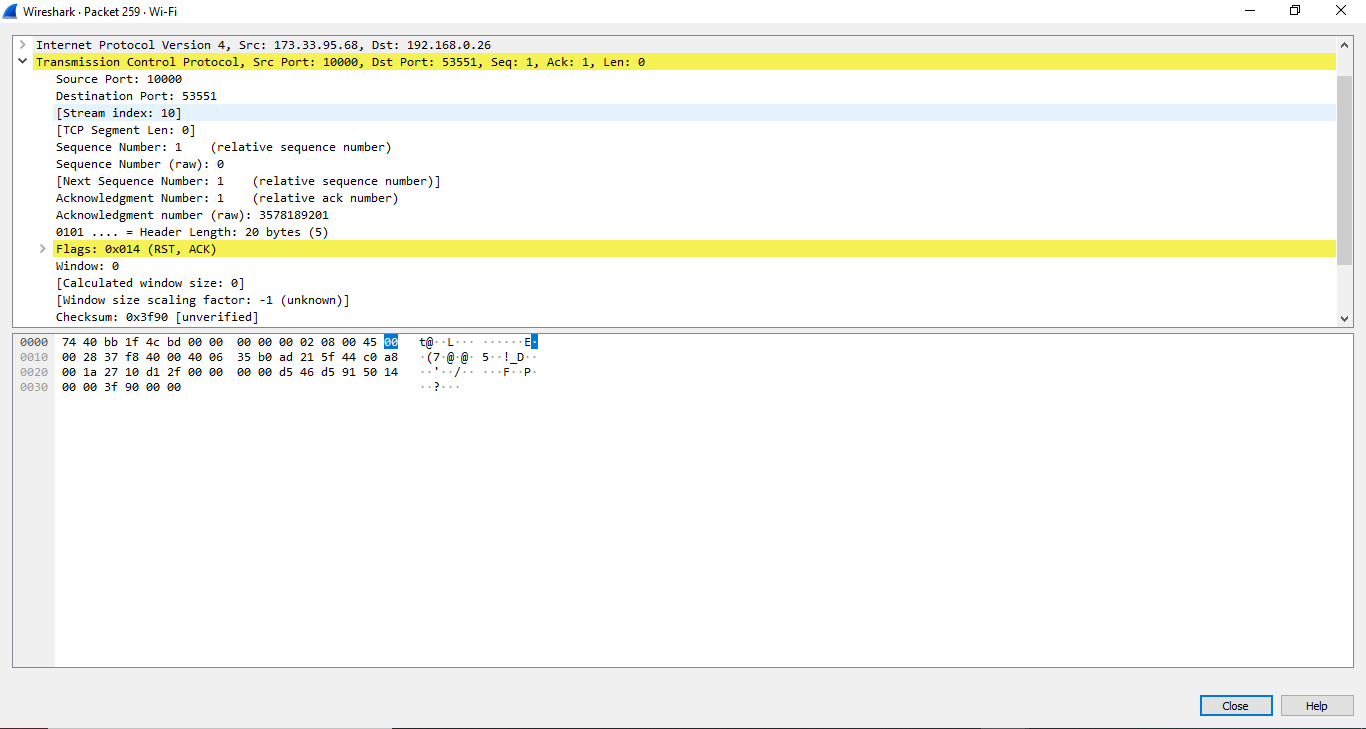 Wireshark · Packet 259 · Wi-Fi
Internet Protocol Version 4, Src: 173.33.95.68, Dst: 192.168.0.26
Transmission Control Protocol, Src Port: 10000, Dst Port: 53551, Seq: 1, Ack: 1, Len: 0
Source Port: 10000
Destination Port: 53551
[Stream index: 10]
[TCP Segment Len: 0]
Sequence Number: 1    (relative sequence number)
Sequence Number (raw): 0
[Next Sequence Number: 1    (relative sequence number)]
Acknowledgment Number: 1    (relative ack number)
Acknowledgment number (raw): 3578189201
0101 .... = Header Length: 20 bytes (5)
Flags: 0x014 (RST, ACK)
Window: 0
[Calculated window size: 0]
[Window size scaling factor: -1 (unknown)]
Checksum: 0x3f90 [unverified]
0000  74 40 bb 1f 4c bd 00 00  00 00 00 02 08 00 45 00   t@··L··· ······E·
0010  00 28 37 f8 40 00 40 06  35 b0 ad 21 5f 44 c0 a8   ·(7·@·@· 5··!_D··
0020  00 1a 27 10 d1 2f 00 00  00 00 d5 46 d5 91 50 14   ··'··/·· ···F··P·
0030  00 00 3f 90 00 00   ··?···
Close Help